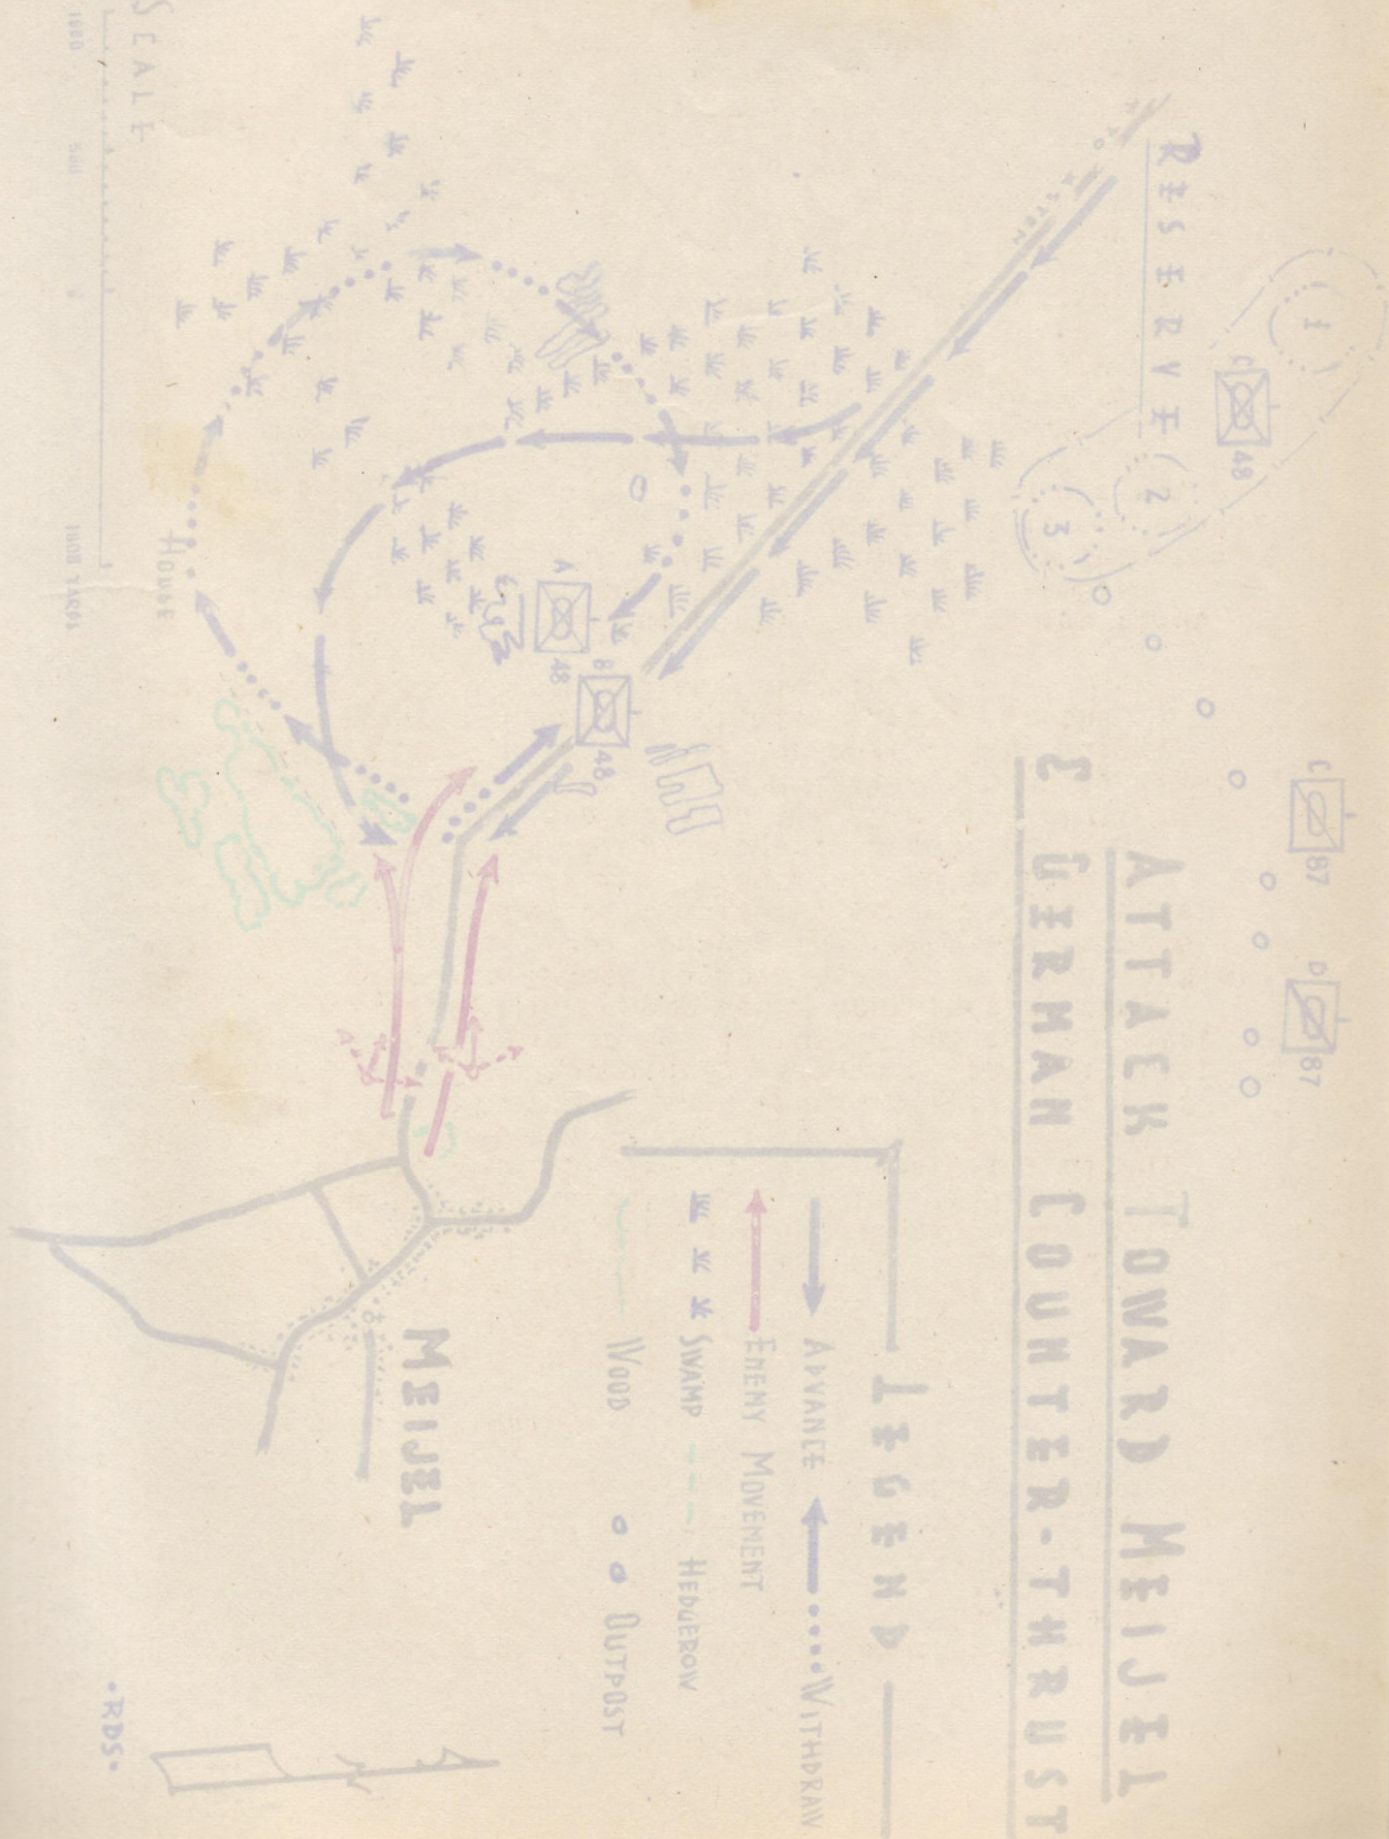 ATTACK TOWARD MEIJEL
& GERMAN COUNTER-THRUST
RESERVE
1
2
3
C 48
C 87
D 87
A 48
B 48
HOUSE
MEIJEL
LEGEND
ADVANCE WITHDRAW
ENEMY MOVEMENT
SWAMP HEDGEROW
WOOD OUTPOST
SCALE
1000 500 0 1000 YARDS
•RDS•